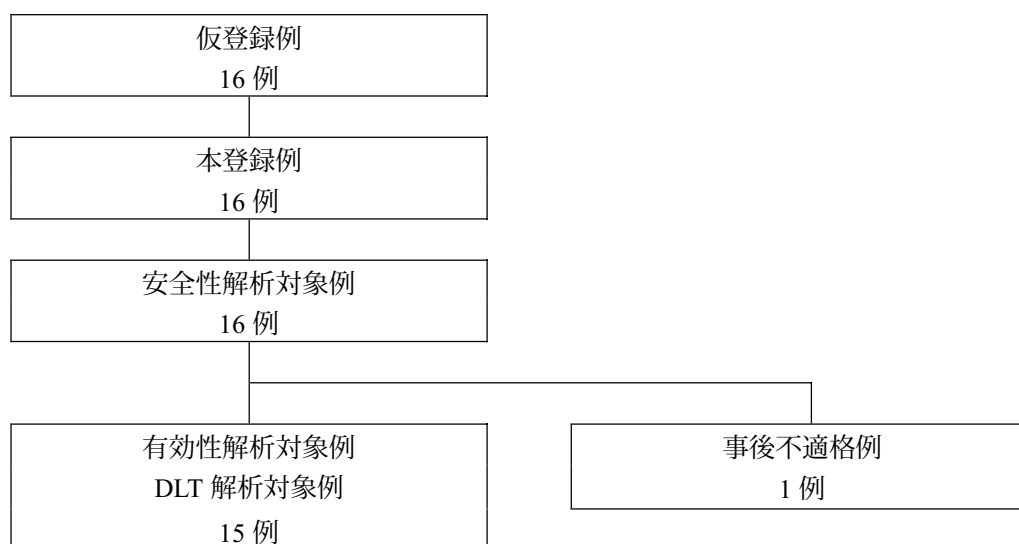 仮登録例
16 例
本登録例
16 例
安全性解析対象例
16 例
有効性解析対象例
DLT 解析対象例
15 例
事後不適格例
1 例